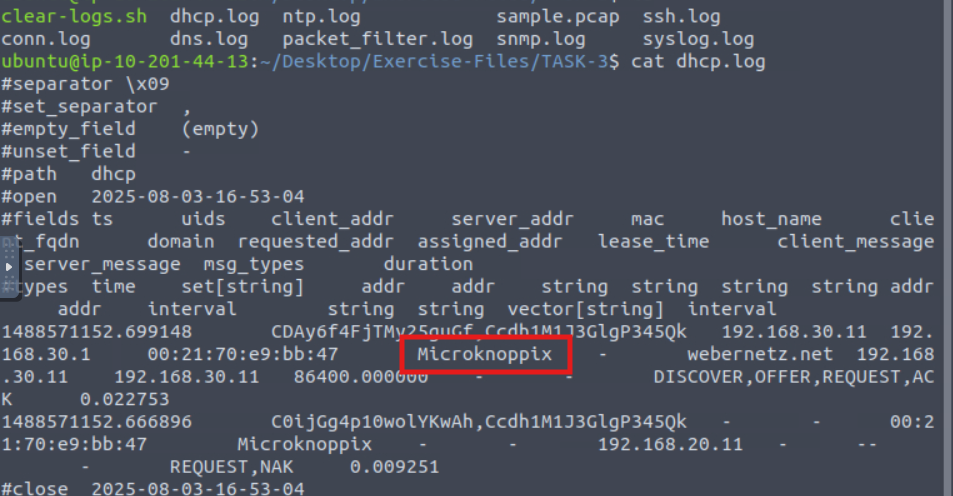 clear-logs.sh  dhcp.log  ntp.log            sample.pcap  ssh.log
conn.log       dns.log   packet_filter.log  snmp.log     syslog.log
ubuntu@ip-10-201-44-13:~/Desktop/Exercise-Files/TASK-3$ cat dhcp.log
#separator \x09
#set_separator  ,
#empty_field    (empty)
#unset_field    -
#path   dhcp
#open   2025-08-03-16-53-04
#fields ts      uids    client_addr     server_addr     mac     host_name       clie
t_fqdn      domain  requested_addr  assigned_addr   lease_time      client_message
server_message  msg_types       duration
types  time    set[string]     addr    addr    string  string  string  string addr
addr    interval        string  string  vector[string]  interval
1488571152.699148       CDAy6f4FjTMy25guGf,Ccdh1M1J3GlgP345Qk   192.168.30.11   192.
168.30.1    00:21:70:e9:bb:47       Microknoppix    -       webernetz.net   192.168
.30.11    192.168.30.11   86400.000000    -       -       DISCOVER,OFFER,REQUEST,AC
K       0.022753
1488571152.666896       C0ijGg4p10wolYKwAh,Ccdh1M1J3GlgP345Qk   -       -       00:2
1:70:e9:bb:47       Microknoppix    -       -       192.168.20.11   -       --
-       REQUEST,NAK     0.009251
#close  2025-08-03-16-53-04